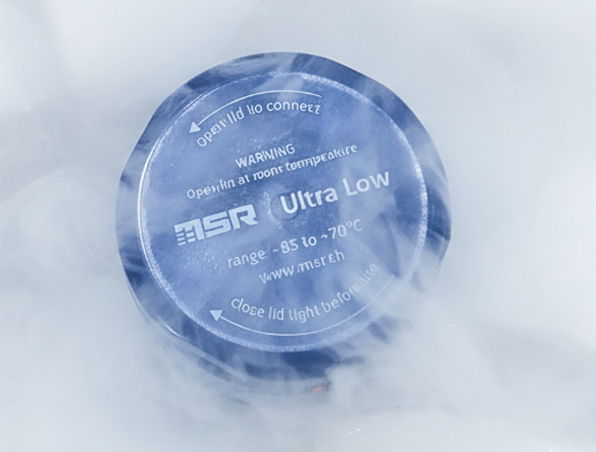 open lid to connect
WARNING
Open lin at room temperature
MSR Ultra Low
range -85 to +70°C
www.msr.ch
close lid tight before use